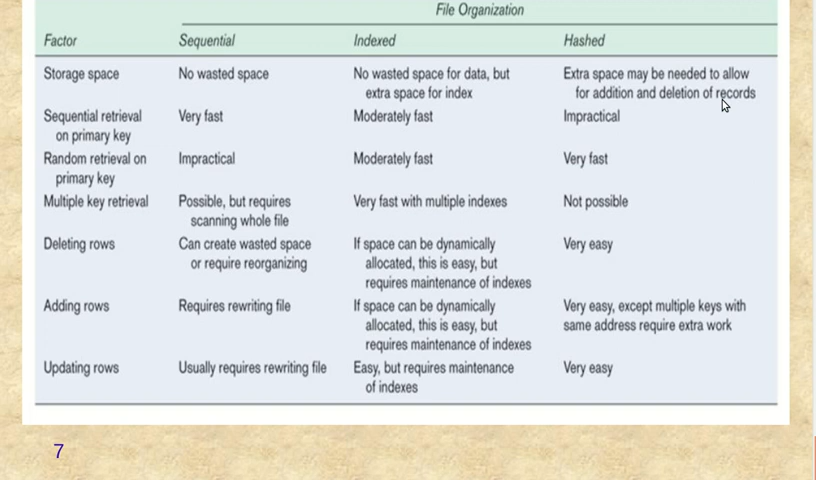 File Organization
Factor Sequential Indexed Hashed
Storage space No wasted space No wasted space for data, but Extra space may be needed to allow
extra space for index for addition and deletion of records
Sequential retrieval Very fast Moderately fast Impractical
on primary key
Random retrieval on Impractical Moderately fast Very fast
primary key
Multiple key retrieval Possible, but requires Very fast with multiple indexes Not possible
scanning whole file
Deleting rows Can create wasted space If space can be dynamically Very easy
or require reorganizing allocated, this is easy, but
requires maintenance of indexes
Adding rows Requires rewriting file If space can be dynamically Very easy, except multiple keys with
allocated, this is easy, but same address require extra work
requires maintenance of indexes
Updating rows Usually requires rewriting file Easy, but requires maintenance Very easy
of indexes
7